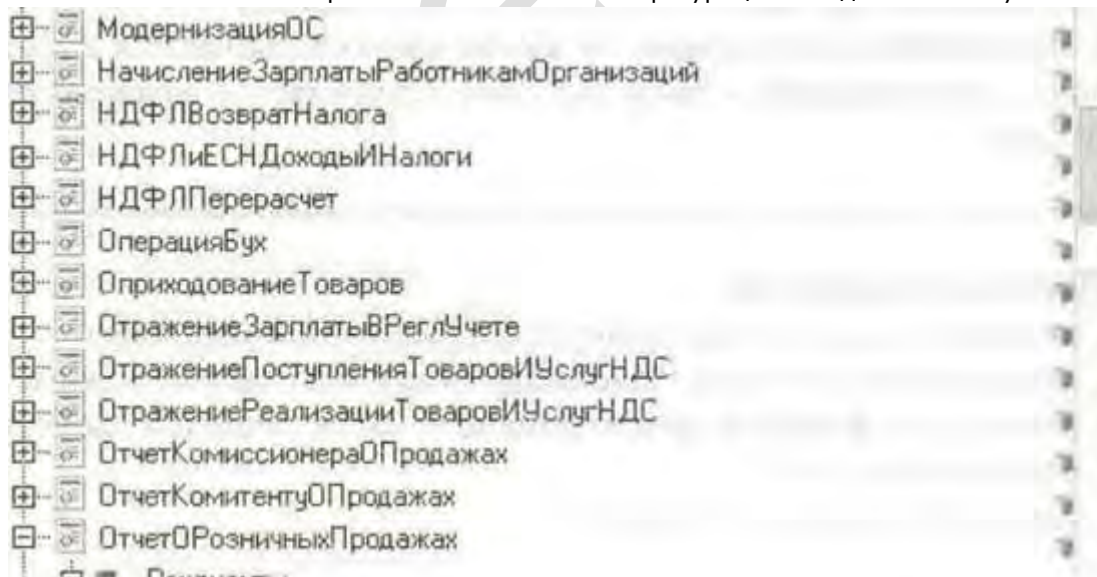 МодернизацияОС
НачислениеЗарплатыРаботникамОрганизаций
НДФЛВозвратНалога
НДФЛиЕСНДоходыИНалоги
НДФЛПерерасчет
ОперацияБух
ОприходованиеТоваров
ОтражениеЗарплатыВРеглУчете
ОтражениеПоступленияТоваровИУслугНДС
ОтражениеРеализацииТоваровИУслугНДС
ОтчетКомиссионераОПродажах
ОтчетКомитентуОПродажах
ОтчетОРозничныхПродажах